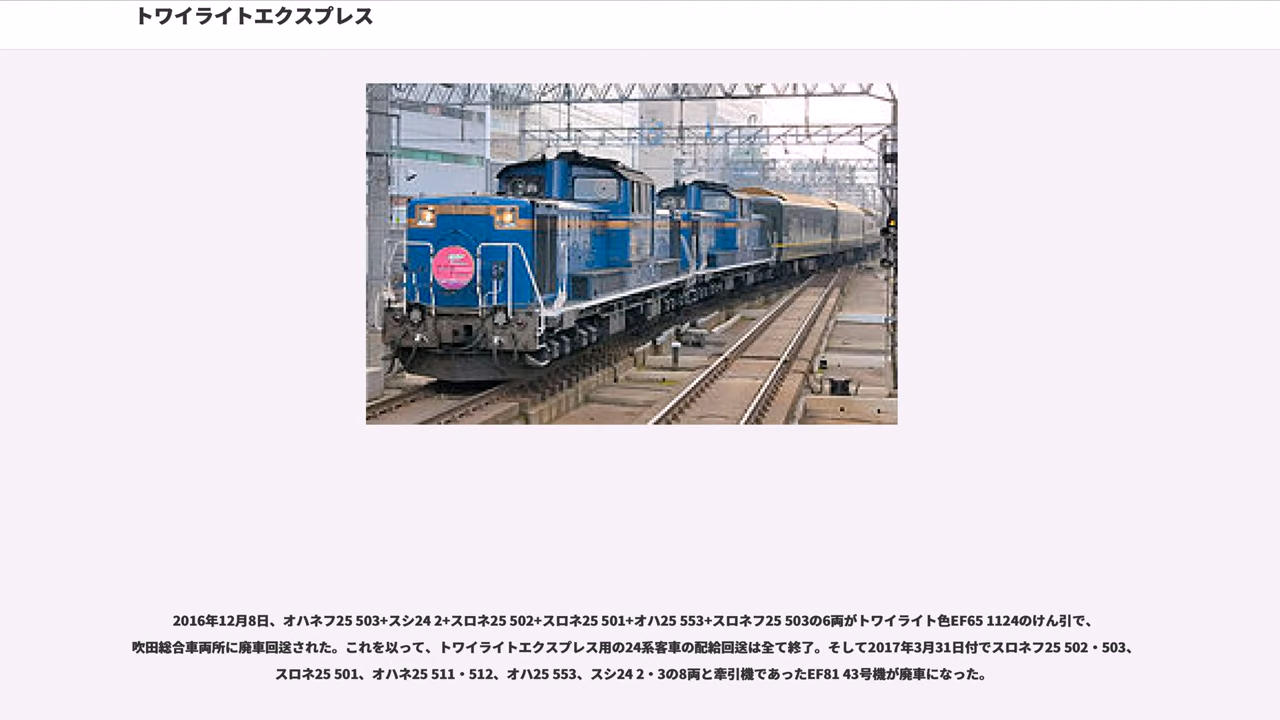 トワイライトエクスプレス
2016年12月8日、オハネフ25 503+スシ24 2+スロネ25 502+スロネ25 501+オハ25 553+スロネフ25 503の6両がトワイライト色EF65 1124のけん引で、
吹田総合車両所に廃車回送された。これを以って、トワイライトエクスプレス用の24系客車の配給回送は全て終了。そして2017年3月31日付でスロネフ25 502・503、
スロネ25 501、オハネ25 511・512、オハ25 553、スシ24 2・3の8両と牽引機であったEF81 43号機が廃車になった。